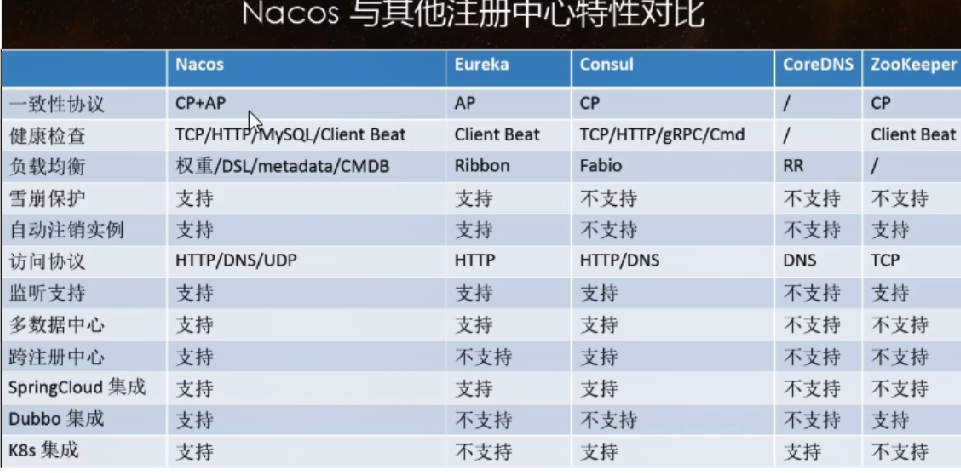 Nacos 与其他注册中心特性对比
Nacos Eureka Consul CoreDNS ZooKeeper
一致性协议 CP+AP AP CP / CP
健康检查 TCP/HTTP/MySQL/Client Beat Client Beat TCP/HTTP/gRPC/Cmd / Client Beat
负载均衡 权重/DSL/metadata/CMDB Ribbon Fabio RR /
雪崩保护 支持 支持 不支持 不支持 不支持
自动注销实例 支持 支持 不支持 不支持 支持
访问协议 HTTP/DNS/UDP HTTP HTTP/DNS DNS TCP
监听支持 支持 支持 支持 不支持 支持
多数据中心 支持 支持 支持 不支持 不支持
跨注册中心 支持 不支持 支持 不支持 不支持
SpringCloud 集成 支持 支持 支持 不支持 不支持
Dubbo 集成 支持 不支持 不支持 不支持 支持
K8s 集成 支持 不支持 支持 支持 不支持